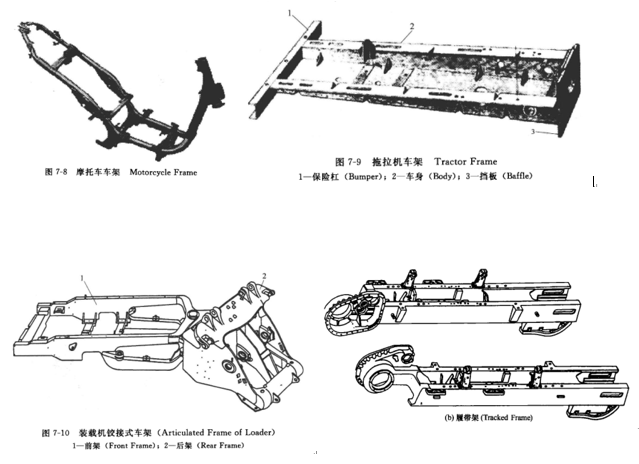 1
2
3
图 7-8 摩托车车架 Motorcycle Frame
图 7-9 拖拉机车架 Tractor Frame
1—保险杠(Bumper);2—车身(Body);3—挡板(Baffle)
1
2
图 7-10 装载机铰接式车架(Articulated Frame of Loader)
1—前架(Front Frame);2—后架(Rear Frame)
(b) 履带架(Tracked Frame)